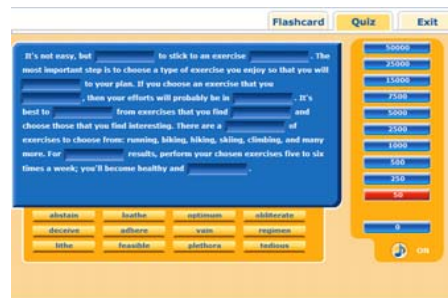 Flashcard Quiz Exit
It's not easy, but to stick to an exercise . The
most important step is to choose a type of exercise you enjoy so that you will
to your plan. If you choose an exercise that you
, then your efforts will probably be in . It's
best to from exercises that you find and
choose those that you find interesting. There are a of
exercises to choose from: running, biking, hiking, skiing, climbing, and many
more. For results, perform your chosen exercises five to six
times a week; you'll become healthy and .
abstain loathe optimum obliterate
deceive adhere vain regimen
lithe feasible plethora tedious
50000
25000
15000
7500
5000
2500
1000
500
250
50
0
ON